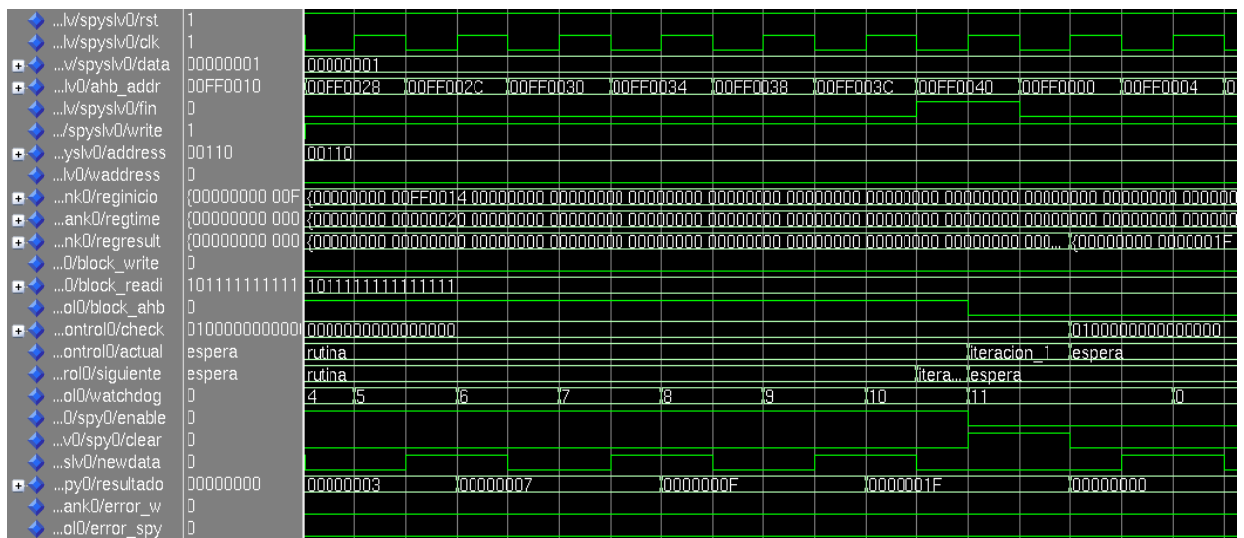 ...lv/spyslv0/rst 1
...lv/spyslv0/clk 1
...v/spyslv0/data 00000001 00000001
...lv0/ahb_addr 00FF0010 00FF0028 00FF002C 00FF0030 00FF0034 00FF0038 00FF003C 00FF0040 00FF0000 00FF0004 0
...lv/spyslv0/fin 0
.../spyslv0/write 1
...yslv0/address 00110 00110
...lv0/waddress 0
...nk0/reginicio {00000000 00F {00000000 00FF0014 00000000 00000000 00000000 00000000 00000000 00000000 00000000 00000000 00000000 000000
...ank0/regtime {00000000 000 {00000000 00000020 00000000 00000000 00000000 00000000 00000000 00000000 00000000 00000000 00000000 000000
...nk0/regresult {00000000 000 {00000000 00000000 00000000 00000000 00000000 00000000 00000000 00000000 00000000 000... {00000000 0000001F
...0/block_write 0
...0/block_readi 101111111111 1011111111111111
...ol0/block_ahb 0
...ontrol0/check 010000000000 0000000000000000 0100000000000000
...ontrol0/actual espera rutina iteracion_1 espera
...rol0/siguiente espera rutina itera... espera
...ol0/watchdog 0 4 5 6 7 8 9 10 11 0
...0/spy0/enable 0
...v0/spy0/clear 0
...slv0/newdata 0
...py0/resultado 00000000 00000003 00000007 0000000F 0000001F 00000000
...ank0/error_w 0
...ol0/error_spy 0